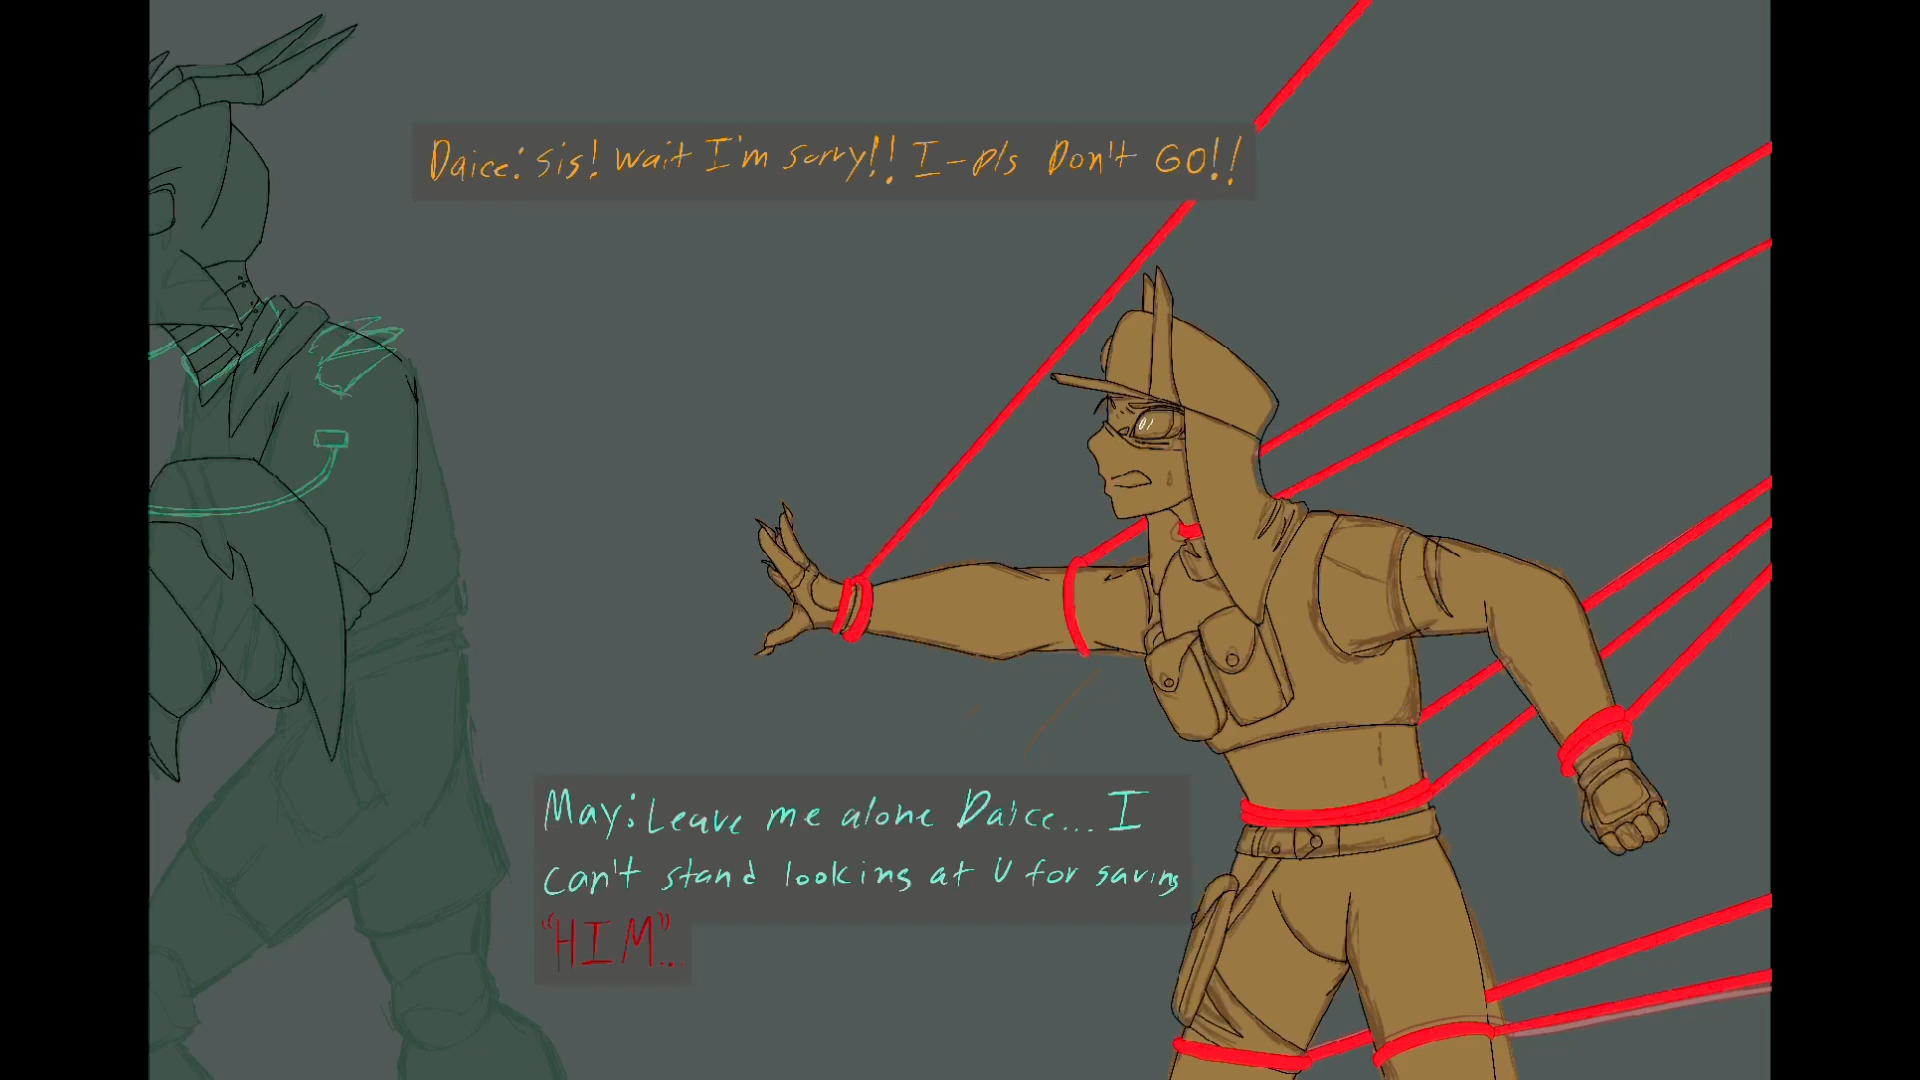 Daice: Sis! Wait I'm sorry!! I-pls Don't GO!!
May: Leave me alone Daice... I
can't stand looking at U for saving
"HIM"...